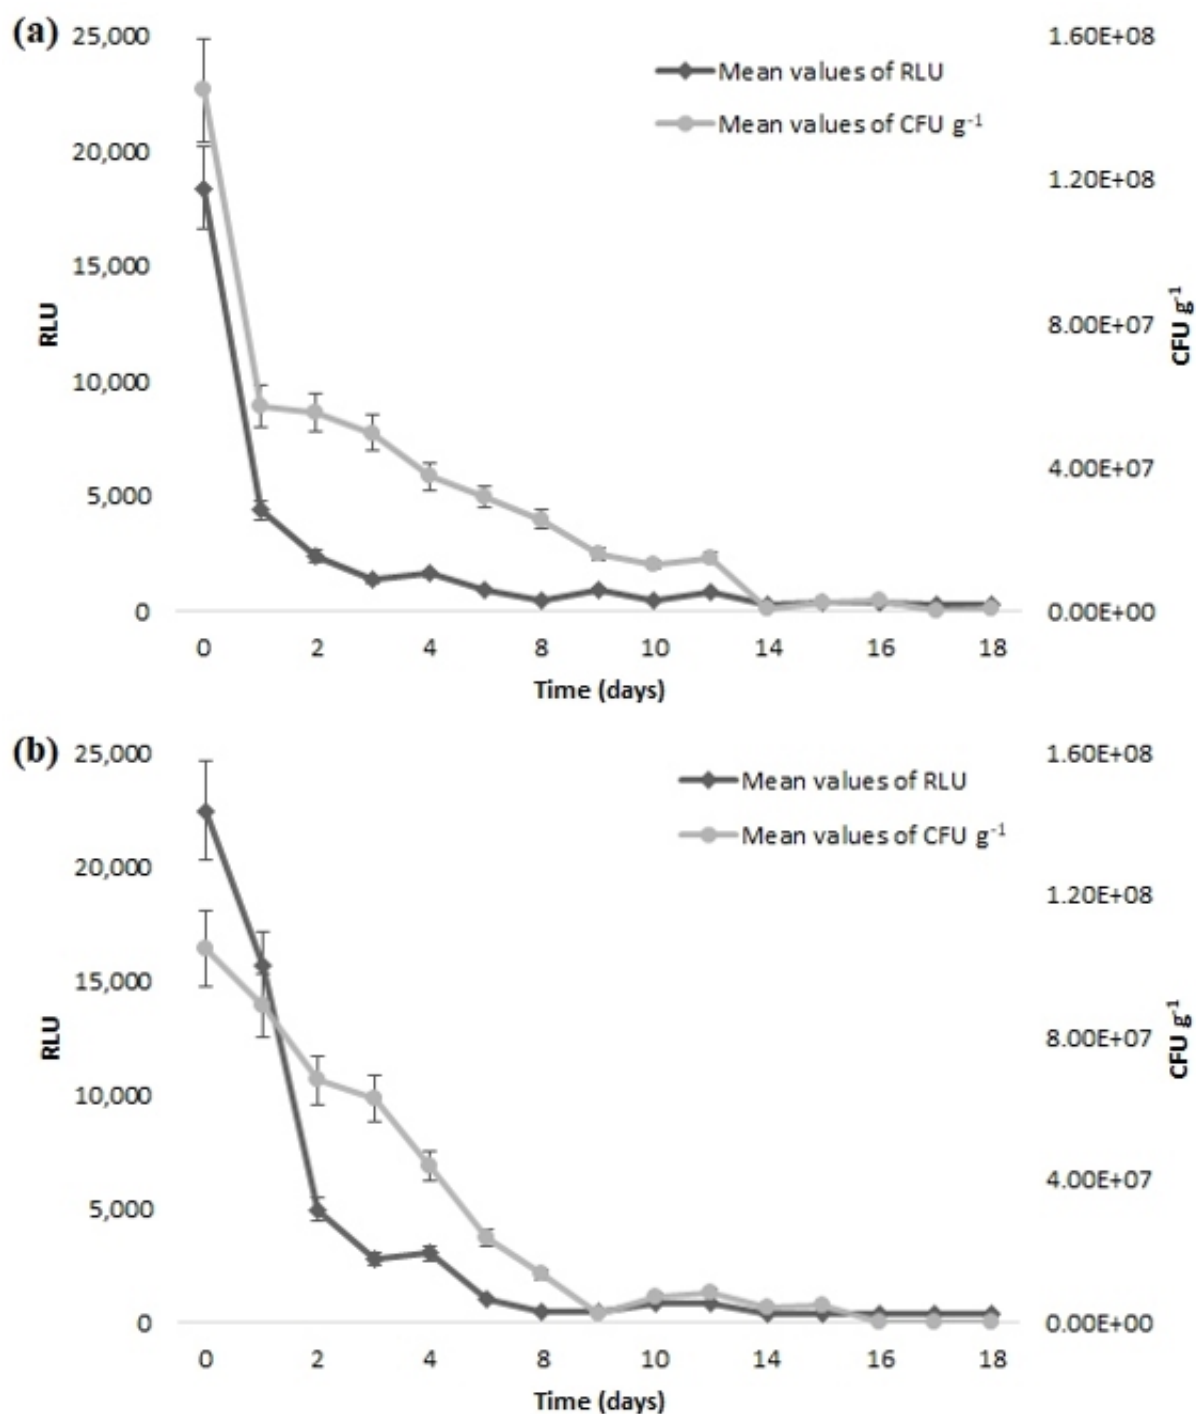 (a)
25,000
20,000
15,000
10,000
5,000
0
RLU
Mean values of RLU
Mean values of CFU g⁻¹
1.60E+08
1.20E+08
8.00E+07
4.00E+07
0.00E+00
CFU g⁻¹
0 2 4 8 10 14 16 18
Time (days)
(b)
25,000
20,000
15,000
10,000
5,000
0
RLU
Mean values of RLU
Mean values of CFU g⁻¹
1.60E+08
1.20E+08
8.00E+07
4.00E+07
0.00E+00
CFU g⁻¹
0 2 4 8 10 14 16 18
Time (days)